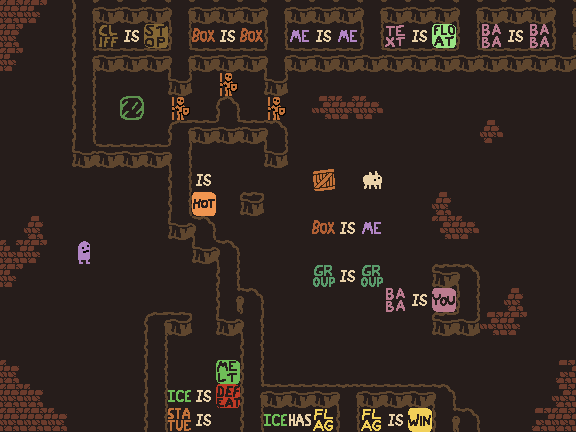 CLIFF IS STOP BOX IS BOX ME IS ME TEXT IS FLOAT BABA IS BABA
IS
HOT
BOX IS ME
GROUP IS GROUP
BABA IS YOU
MELT
ICE IS DEFEAT
STATUE IS ICE HAS FLAG FLAG IS WIN